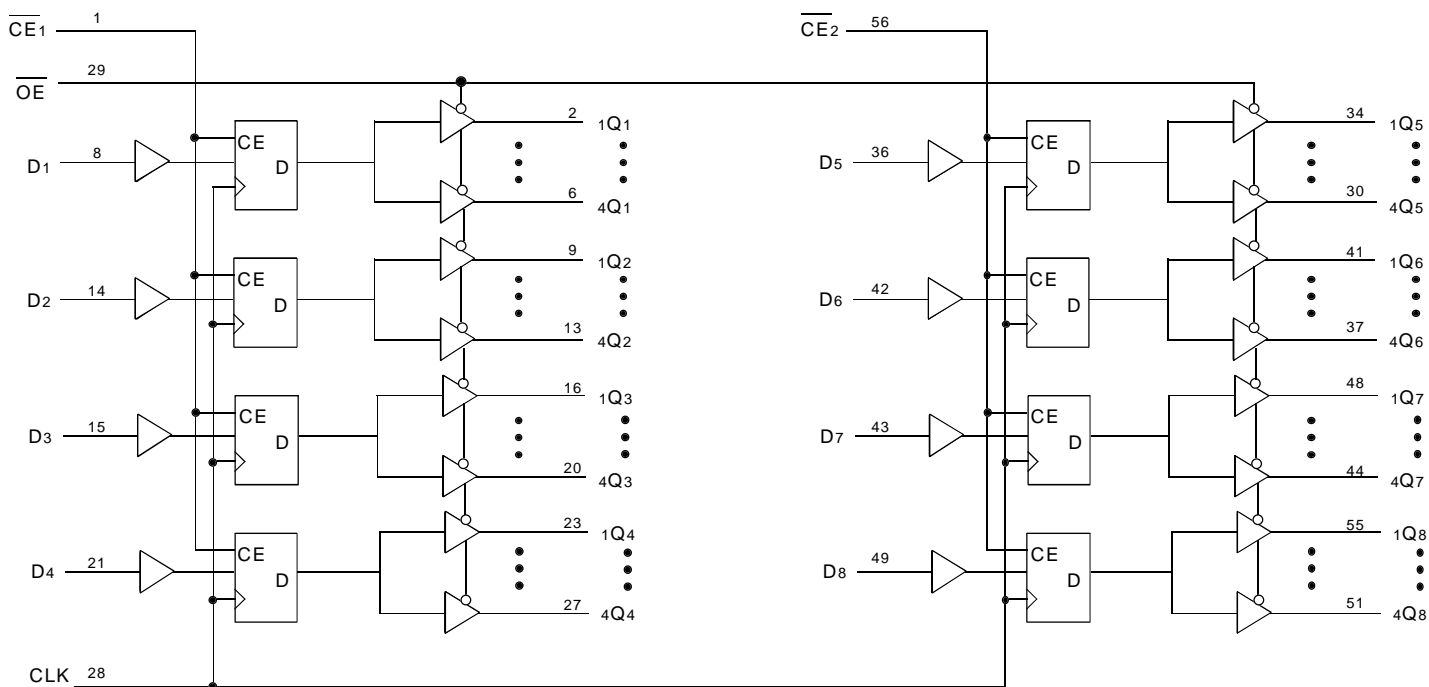 CE1 1 CE2 56
OE 29
CE D 2 1Q1
D1 8
6 4Q1
CE D 9 1Q2
D2 14
13 4Q2
CE D 16 1Q3
D3 15
20 4Q3
CE D 23 1Q4
D4 21
27 4Q4
CE D 34 1Q5
D5 36
30 4Q5
CE D 41 1Q6
D6 42
37 4Q6
CE D 48 1Q7
D7 43
44 4Q7
CE D 55 1Q8
D8 49
51 4Q8
CLK 28